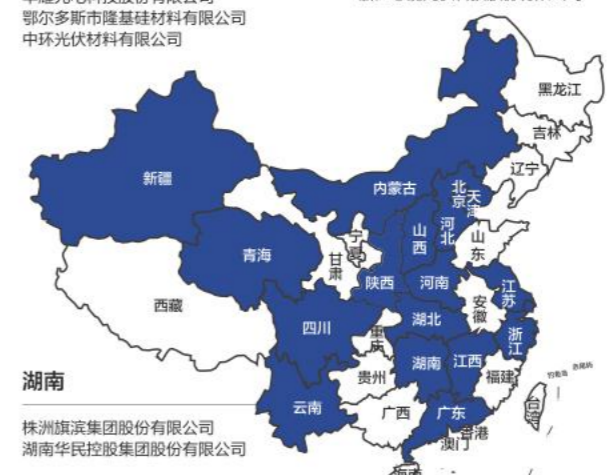 鄂尔多斯市隆基硅材料有限公司
中环光伏材料有限公司
黑龙江
吉林
辽宁
新疆
内蒙古
北京
天津
河北
山西
山东
宁夏
甘肃
青海
陕西
河南
江苏
安徽
西藏
四川
湖北
重庆
浙江
湖南
江西
贵州
福建
钓鱼岛
赤尾屿
台湾
云南
广西
广东
香港
澳门
湖南
株洲旗滨集团股份有限公司
湖南华民控股集团股份有限公司